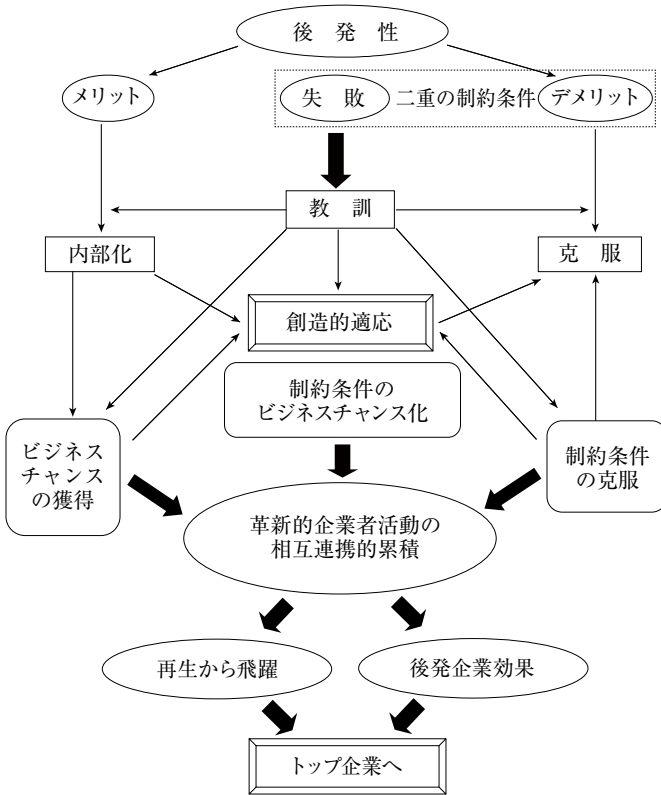 後発性
メリット
失敗
二重の制約条件
デメリット
教訓
内部化
克服
創造的適応
制約条件の
ビジネスチャンス化
ビジネス
チャンス
の獲得
制約条件
の克服
革新的企業者活動の
相互連携的累積
再生から飛躍
後発企業効果
トップ企業へ